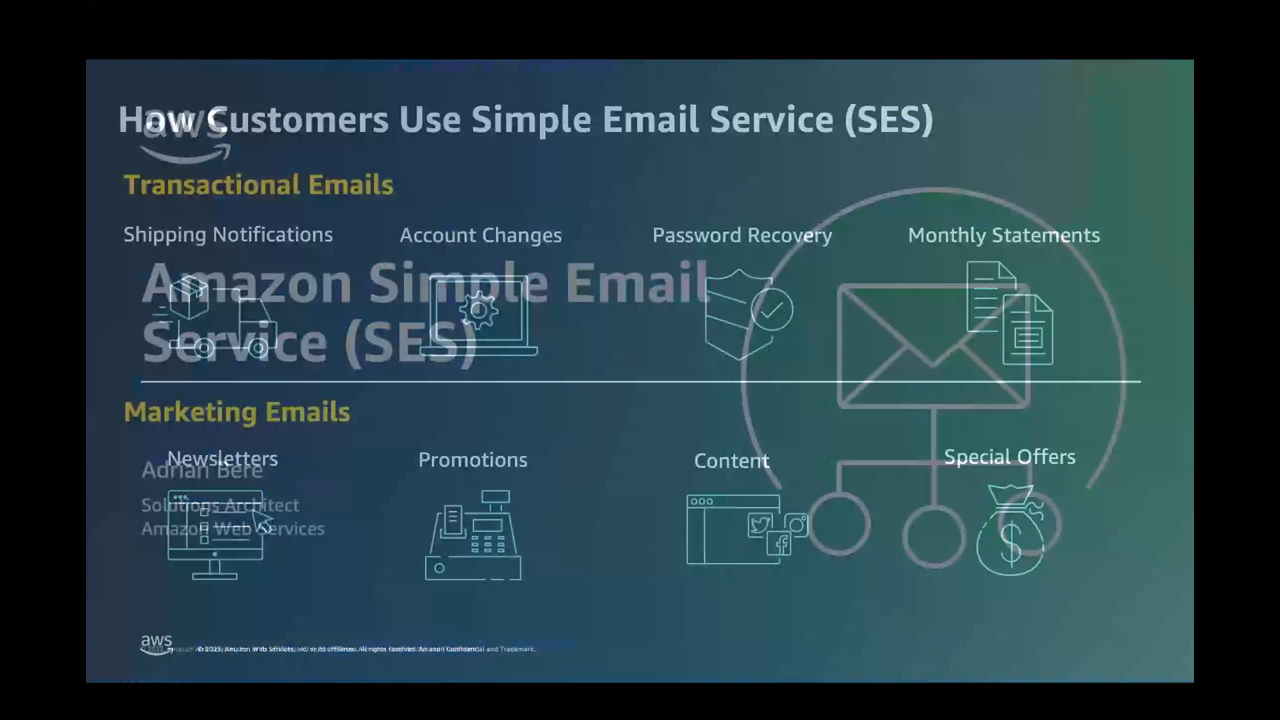 How Customers Use Simple Email Service (SES)
aws
Transactional Emails
Shipping Notifications
Account Changes
Password Recovery
Monthly Statements
Amazon Simple Email
Service (SES)
Marketing Emails
Newsletters
Promotions
Content
Special Offers
Adrian Bere
Solutions Architect
Amazon Web Services
aws